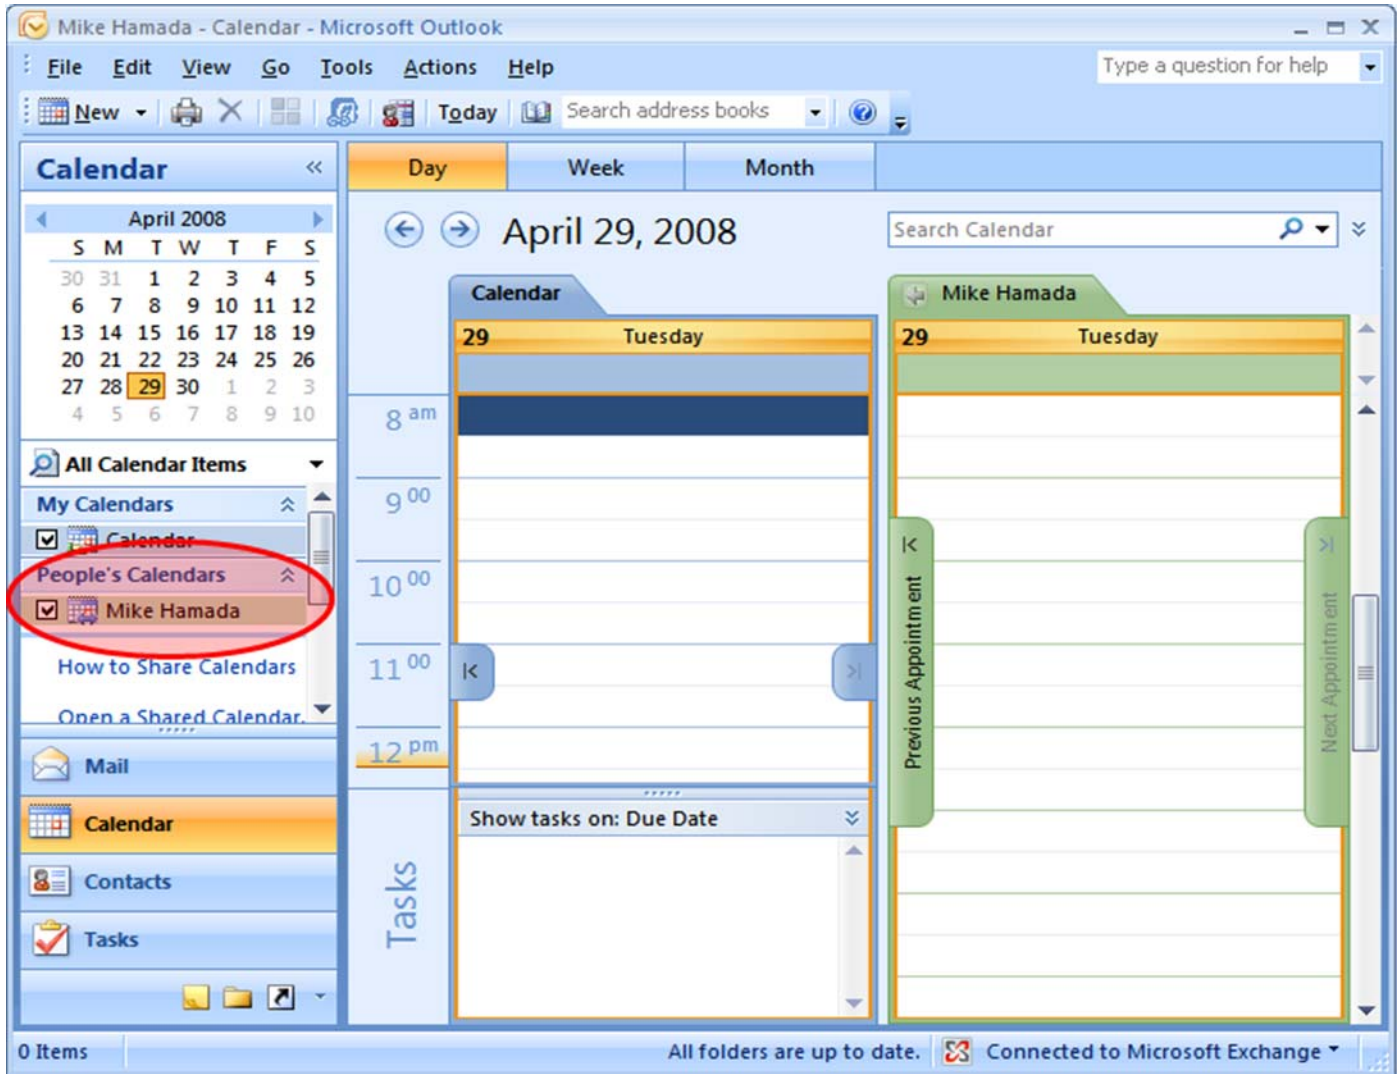 Mike Hamada - Calendar - Microsoft Outlook
File Edit View Go Tools Actions Help
Type a question for help
New Today Search address books
Calendar
April 2008
S M T W T F S
30 31 1 2 3 4 5
6 7 8 9 10 11 12
13 14 15 16 17 18 19
20 21 22 23 24 25 26
27 28 29 30 1 2 3
4 5 6 7 8 9 10
All Calendar Items
My Calendars
Calendar
People's Calendars
Mike Hamada
How to Share Calendars
Open a Shared Calendar.
Mail
Calendar
Contacts
Tasks
Day Week Month
April 29, 2008
Search Calendar
Calendar
29 Tuesday
8 am
9 00
10 00
11 00
12 pm
Tasks
Show tasks on: Due Date
Mike Hamada
29 Tuesday
Previous Appointment
Next Appointment
0 Items
All folders are up to date.
Connected to Microsoft Exchange